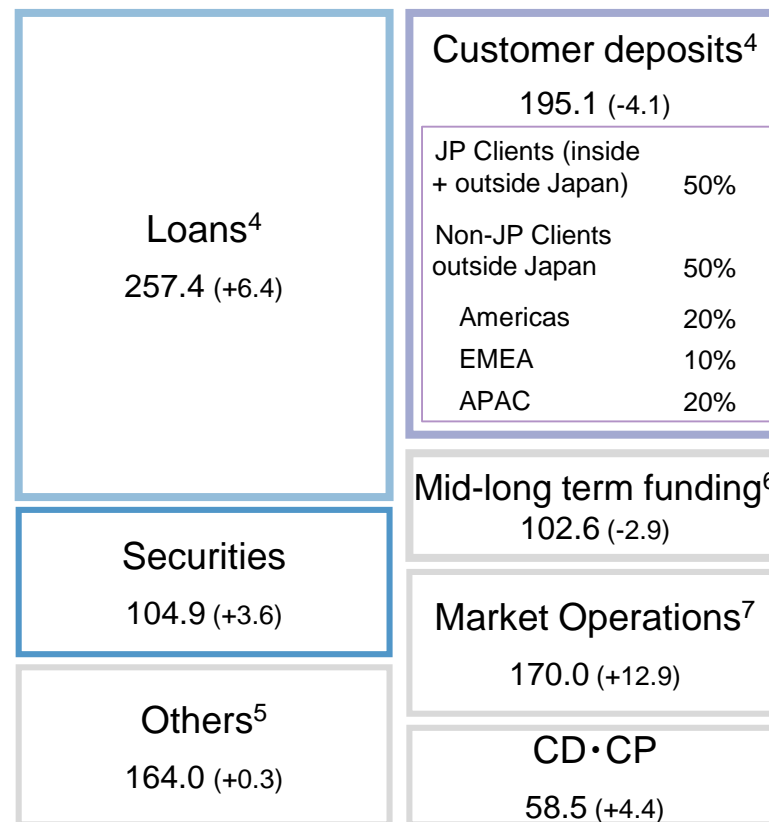 Loans4
257.4 (+6.4)
Securities
104.9 (+3.6)
Others5
164.0 (+0.3)
Customer deposits4
195.1 (-4.1)
JP Clients (inside
+ outside Japan) 50%
Non-JP Clients
outside Japan 50%
Americas 20%
EMEA 10%
APAC 20%
Mid-long term funding6
102.6 (-2.9)
Market Operations7
170.0 (+12.9)
CD・CP
58.5 (+4.4)